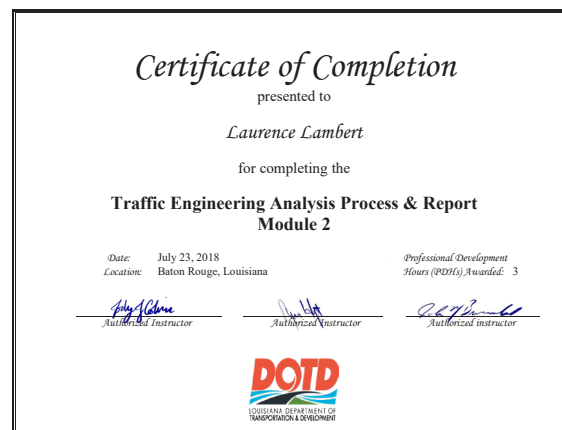 Certificate of Completion
presented to
Laurence Lambert
for completing the
Traffic Engineering Analysis Process & Report
Module 2
Date: July 23, 2018
Location: Baton Rouge, Louisiana
Professional Development
Hours (PDHs) Awarded: 3
Authorized Instructor
Authorized Instructor
Authorized instructor
DOTD
LOUISIANA DEPARTMENT OF
TRANSPORTATION & DEVELOPMENT